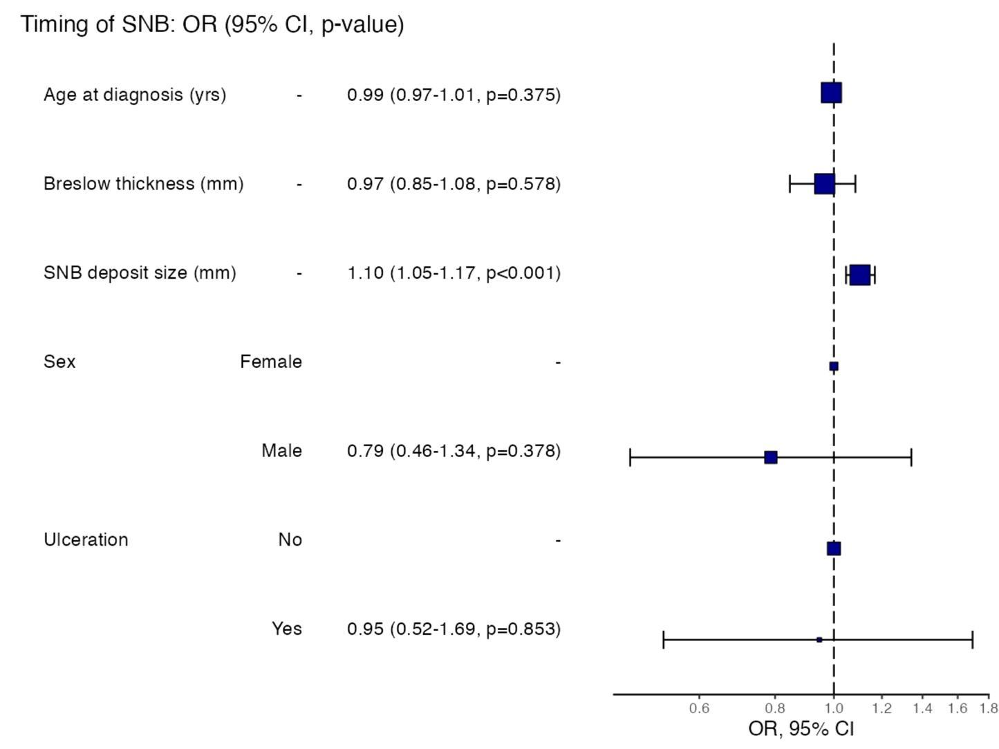 Timing of SNB: OR (95% CI, p-value)
Age at diagnosis (yrs) - 0.99 (0.97-1.01, p=0.375)
Breslow thickness (mm) - 0.97 (0.85-1.08, p=0.578)
SNB deposit size (mm) - 1.10 (1.05-1.17, p<0.001)
Sex Female -
Male 0.79 (0.46-1.34, p=0.378)
Ulceration No -
Yes 0.95 (0.52-1.69, p=0.853)
0.6 0.8 1.0 1.2 1.4 1.6 1.8
OR, 95% CI